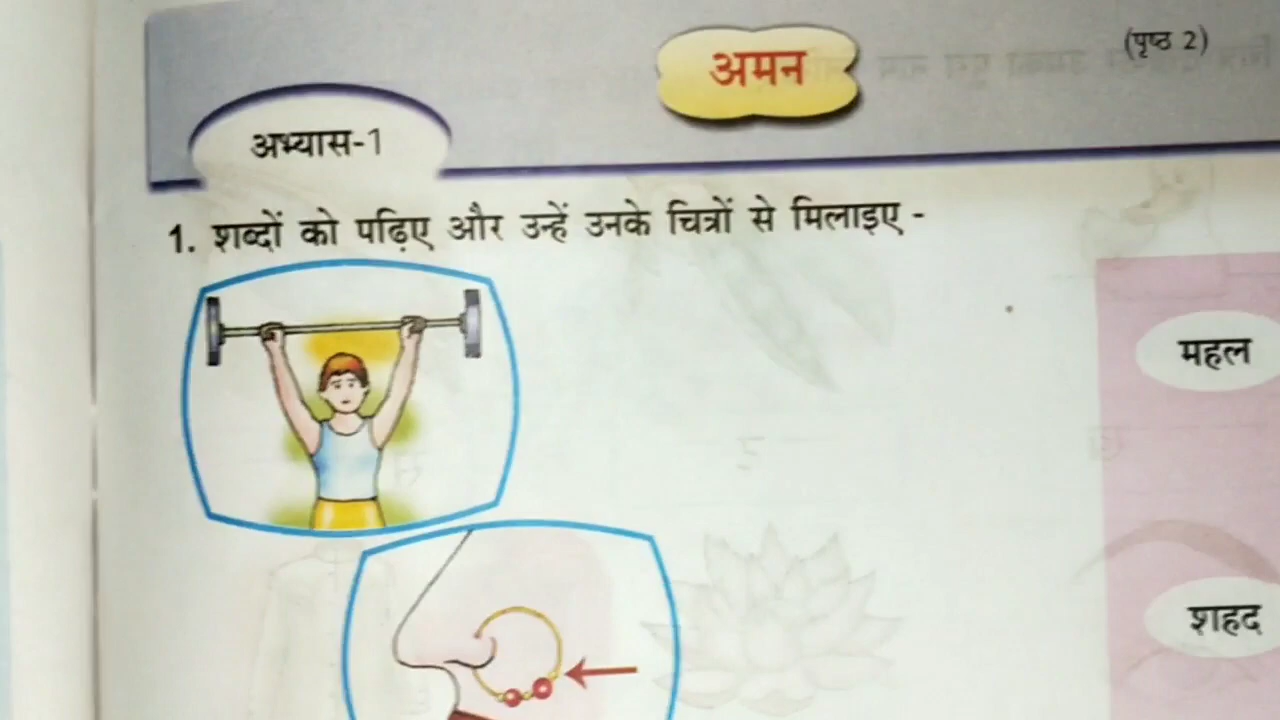 (पृष्ठ 2)
अमन
अभ्यास-1
1. शब्दों को पढ़िए और उन्हें उनके चित्रों से मिलाइए -
महल
शहद